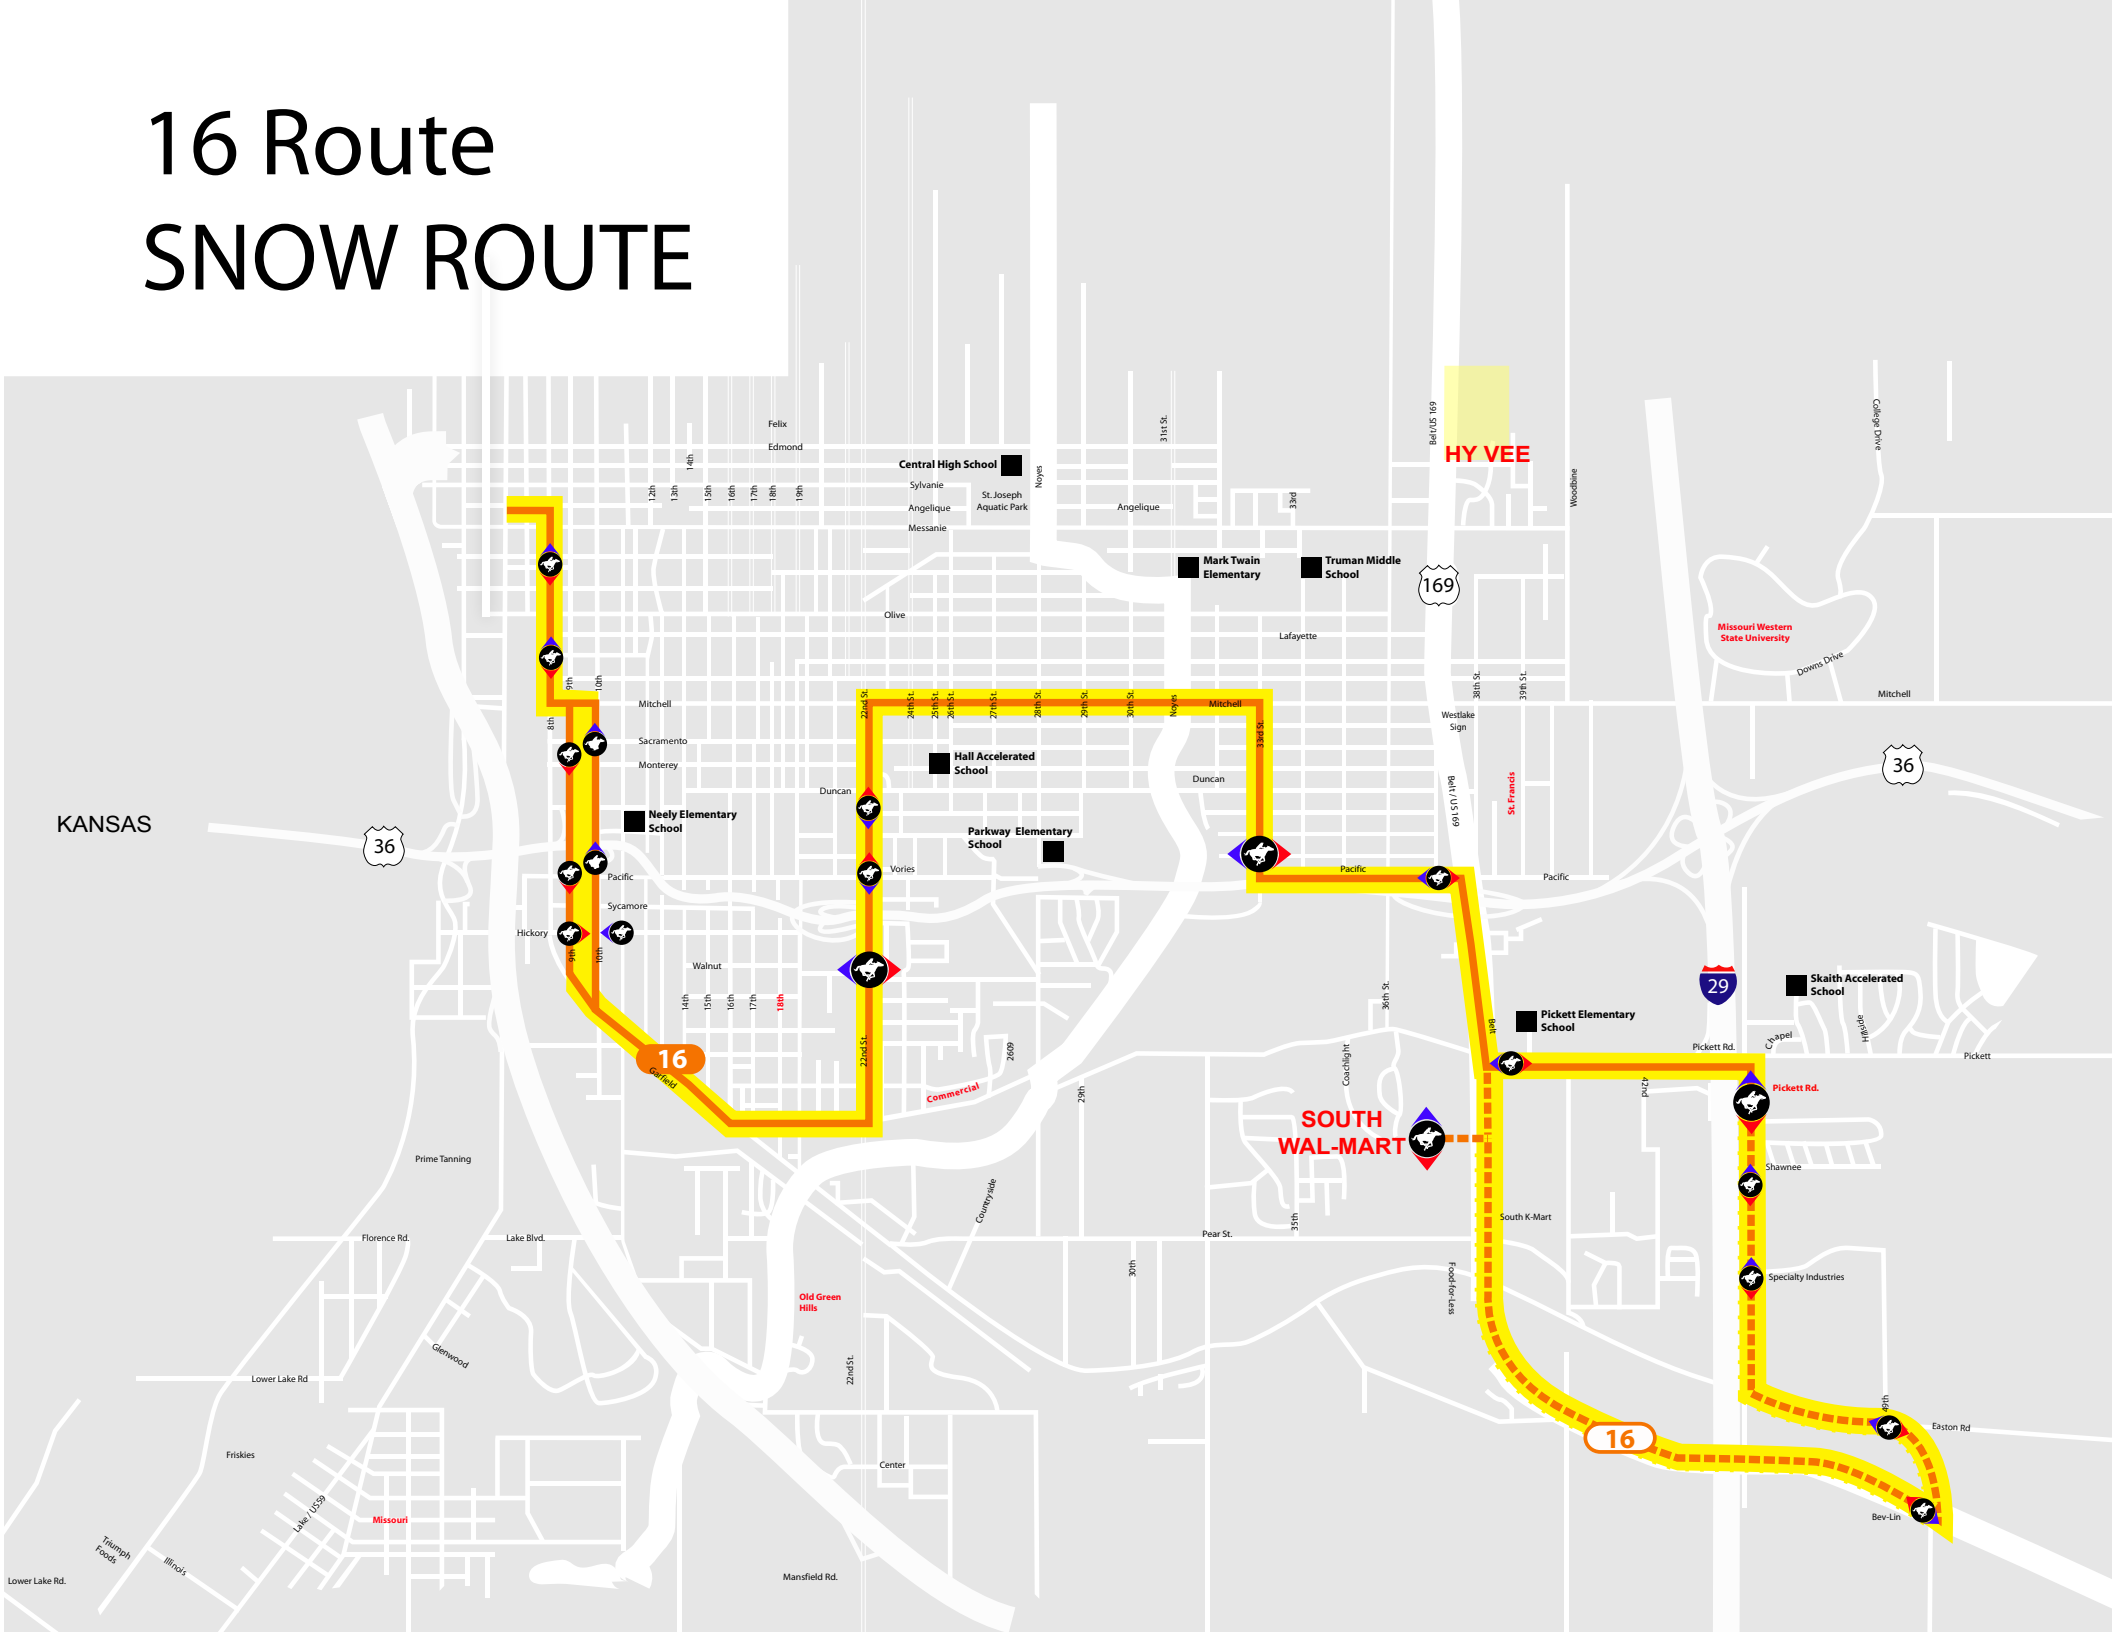 16 Route
SNOW ROUTE
Felix
Edmond
14th
12th
13th
15th
16th
17th
18th
19th
Central High School
Sylvanie
Angelique
Messanie
St. Joseph
Aquatic Park
Noyes
31st St.
Angelique
33rd
Belt/US 169
HY VEE
Woodbine
College Drive
Mark Twain
Elementary
Truman Middle
School
169
Olive
Lafayette
Missouri Western
State University
Downs Drive
Mitchell
9th
10th
8th
Mitchell
Sacramento
Monterey
22nd St.
24th St.
25th St.
26th St.
27th St.
28th St.
29th St.
30th St.
Noyes
Mitchell
33rd St.
38th St.
39th St.
Westlake
Sign
Hall Accelerated
School
Duncan
Duncan
Belt / US 169
St. Francis
36
KANSAS
36
Neely Elementary
School
Parkway Elementary
School
Vories
Pacific
Pacific
Pacific
Sycamore
Hickory
9th
10th
Walnut
14th
15th
16th
17th
18th
36th St.
29
Skaith Accelerated
School
Pickett Elementary
School
Belt
Pickett Rd.
Chapel
Hillside
Pickett
16
Garfield
22nd St.
2609
Commercial
29th
Coachlight
42nd
Pickett Rd.
SOUTH
WAL-MART
Prime Tanning
Shawnee
Countryside
35th
South K-Mart
Florence Rd.
Lake Blvd.
Pear St.
30th
Food-for-Less
Specialty Industries
Old Green
Hills
Glenwood
Lower Lake Rd
22nd St.
49th
Easton Rd
16
Friskies
Center
Lake / US59
Missouri
Bev-Lin
Triumph
Foods
Illinois
Lower Lake Rd.
Mansfield Rd.